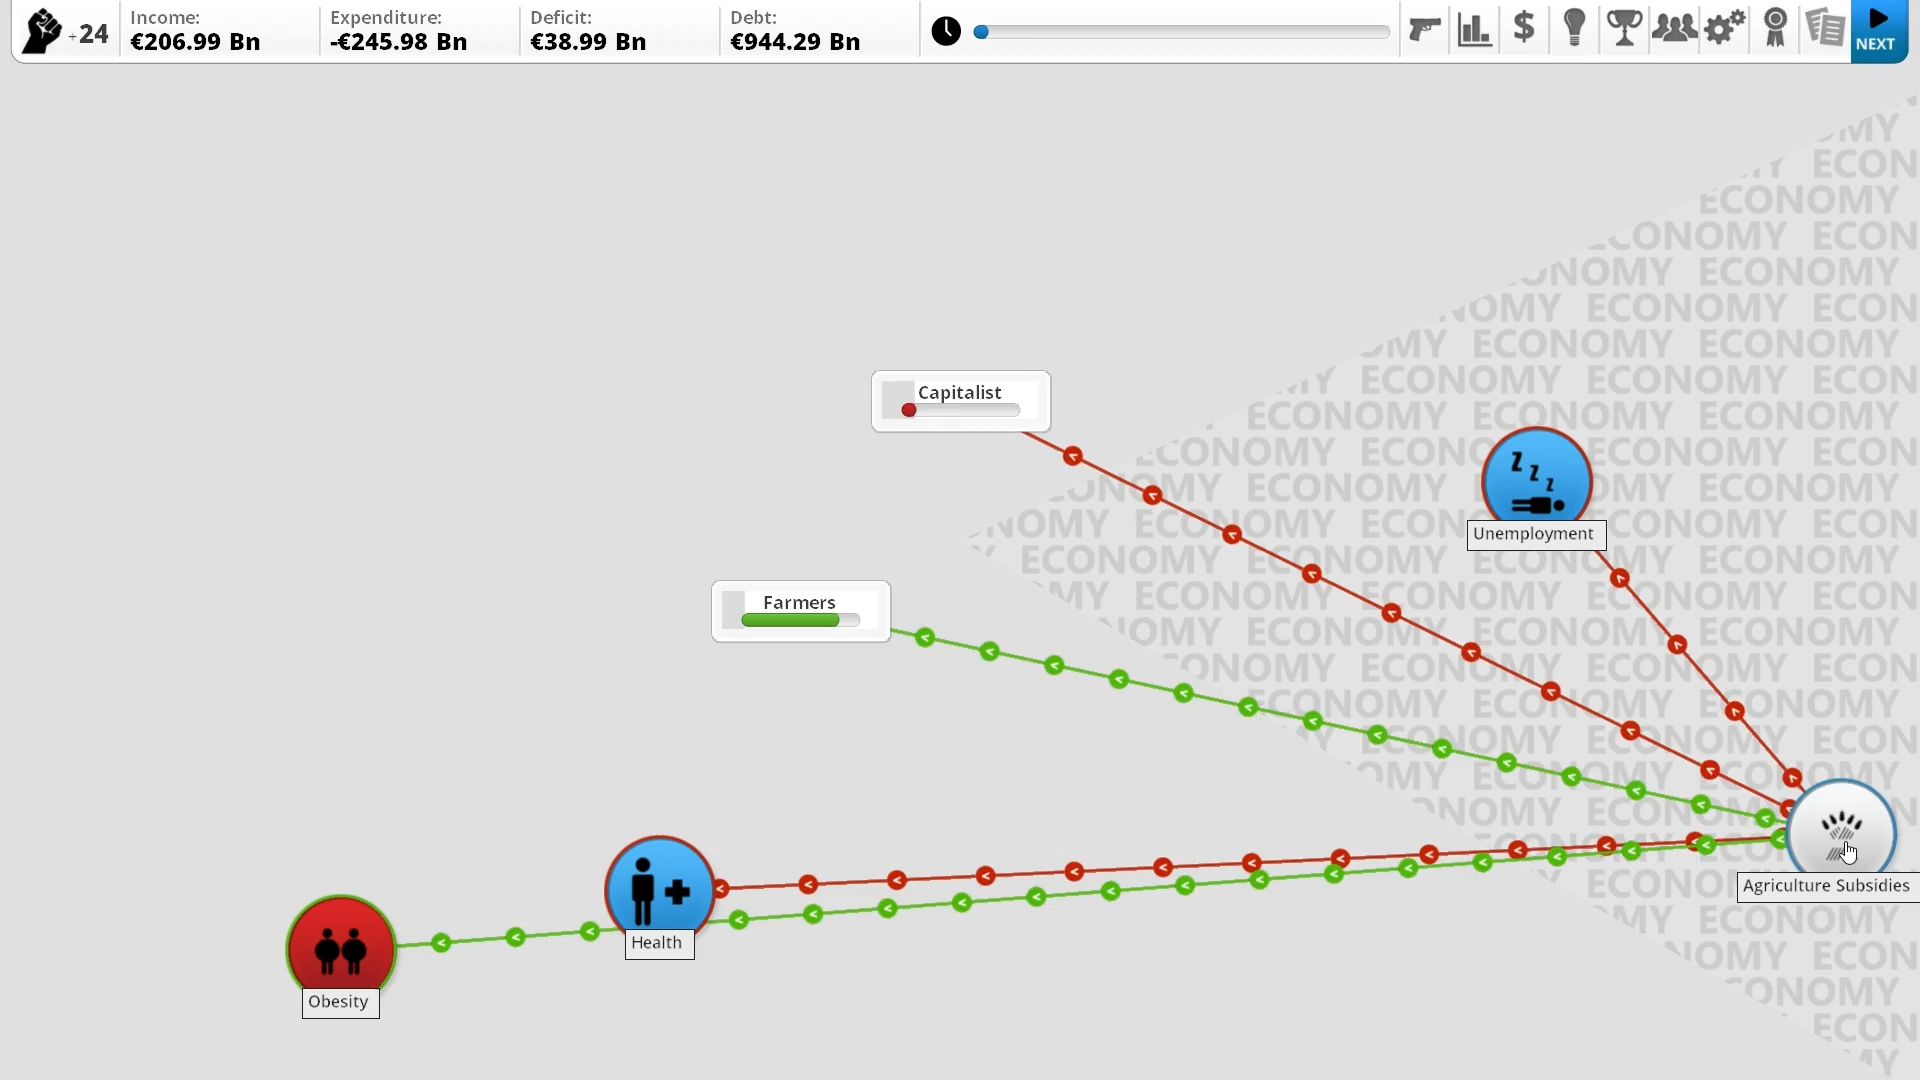 Income:
€206.99 Bn
Expenditure:
-€245.98 Bn
Deficit:
€38.99 Bn
Debt:
€944.29 Bn
+24
NEXT
Capitalist
Unemployment
Farmers
Agriculture Subsidies
Health
Obesity
ECONOMY ECONOMY ECONOMY